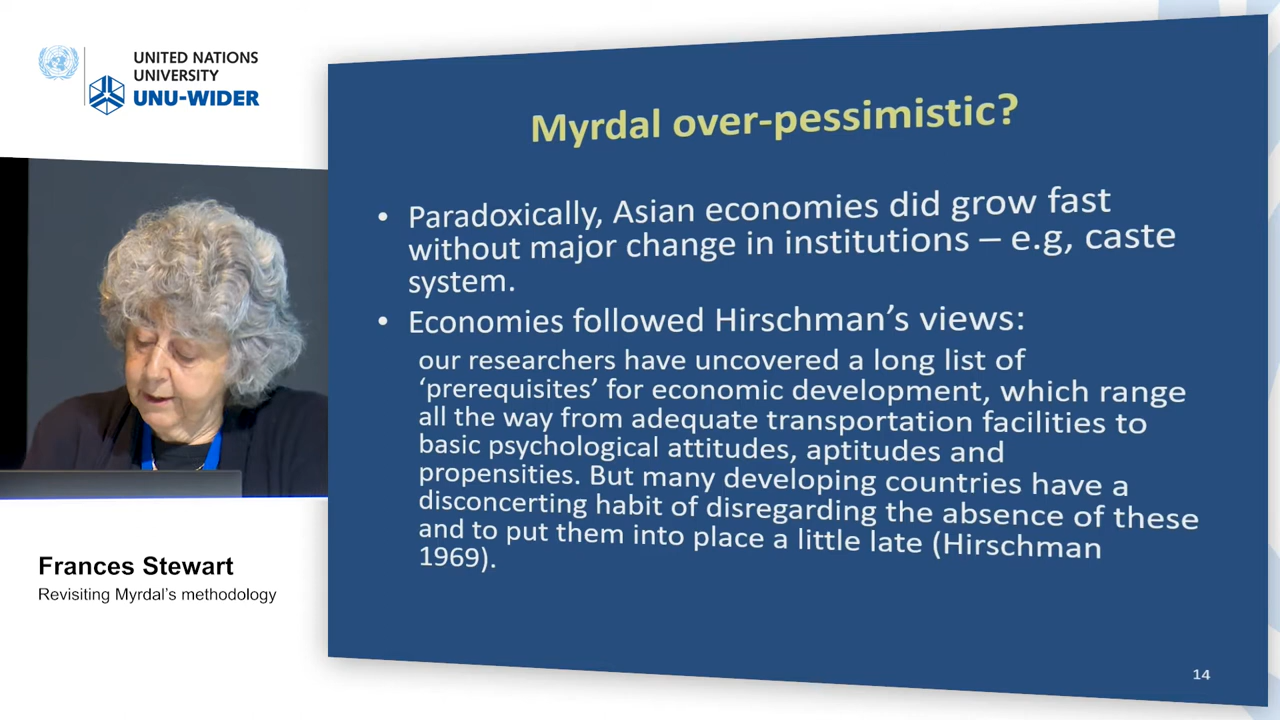 UNITED NATIONS
UNIVERSITY
UNU-WIDER
Myrdal over-pessimistic?
• Paradoxically, Asian economies did grow fast
without major change in institutions – e.g, caste
system.
• Economies followed Hirschman’s views:
our researchers have uncovered a long list of
‘prerequisites’ for economic development, which range
all the way from adequate transportation facilities to
basic psychological attitudes, aptitudes and
propensities. But many developing countries have a
disconcerting habit of disregarding the absence of these
and to put them into place a little late (Hirschman
1969).
Frances Stewart
Revisiting Myrdal’s methodology
14